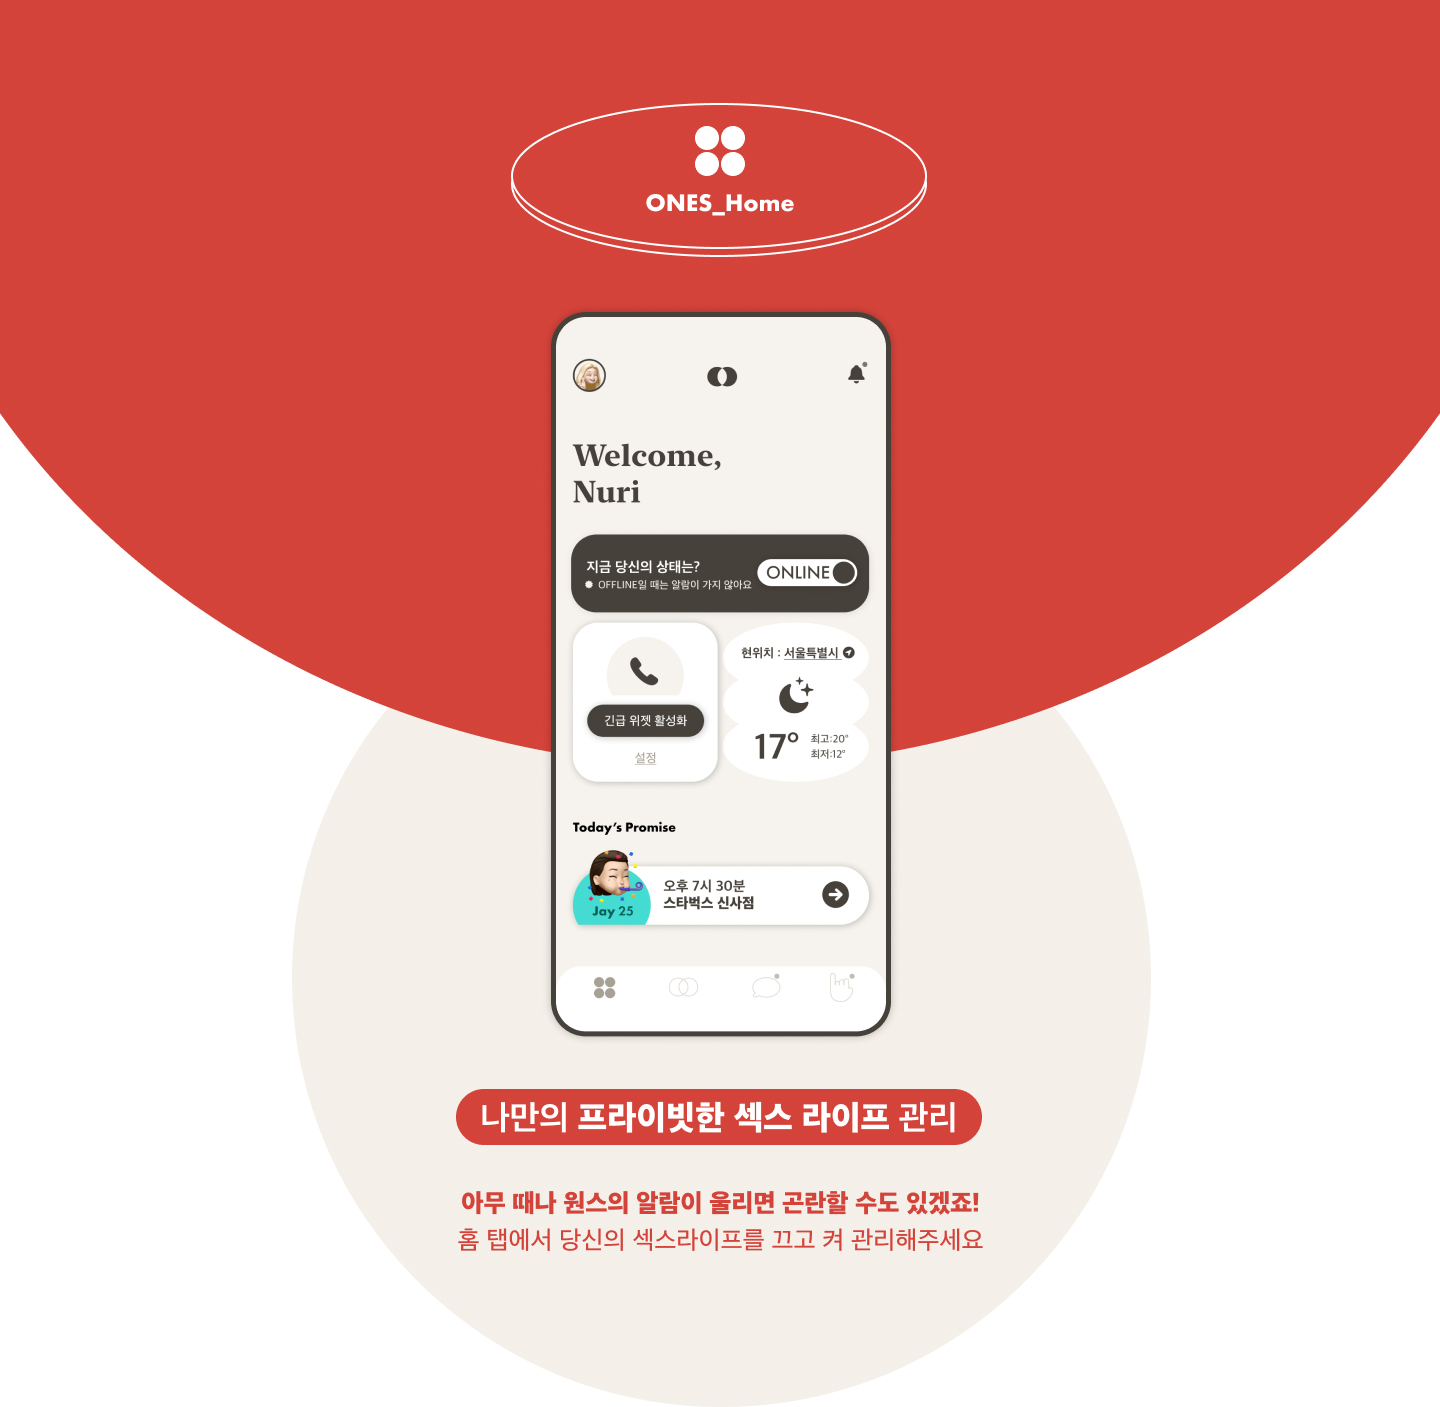 ONES_Home
Welcome,
Nuri
지금 당신의 상태는?
OFFLINE일 때는 알람이 가지 않아요
ONLINE
긴급 위젯 활성화
설정
현위치 : 서울특별시
17°
최고:20°
최저:12°
Today's Promise
Jay 25
오후 7시 30분
스타벅스 신사점
나만의 프라이빗한 섹스 라이프 관리
아무 때나 원스의 알람이 울리면 곤란할 수도 있겠죠!
홈 탭에서 당신의 섹스라이프를 끄고 켜 관리해주세요